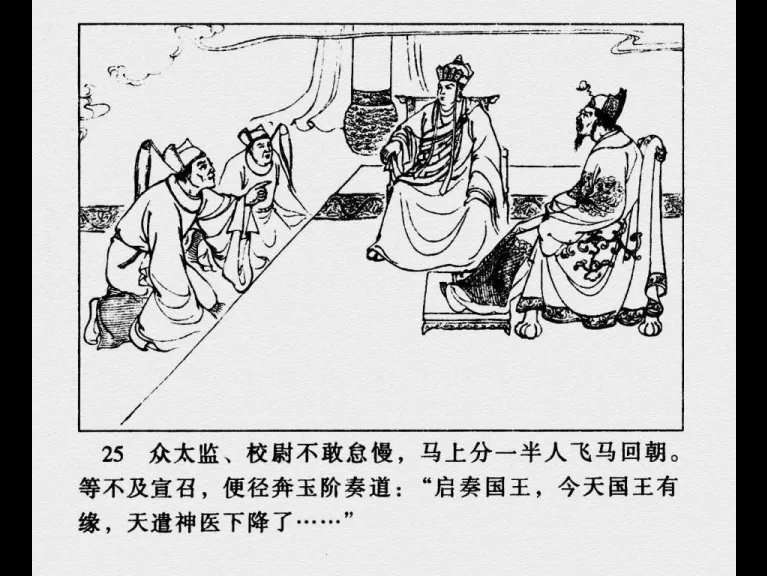 25 众太监、校尉不敢怠慢，马上分一半人飞马回朝。
等不及宣召，便径奔玉阶奏道：“启奏国王，今天国王有
缘，天遣神医下降了……”